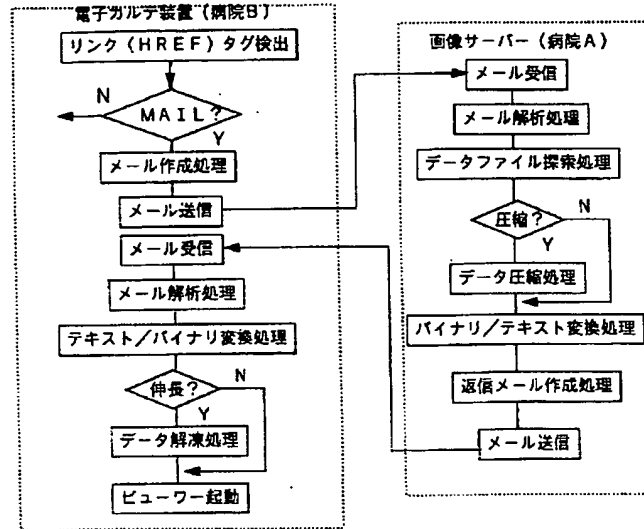 電子カルテ装置（病院B）
リンク（HREF）タグ検出
N
MAIL？
Y
メール作成処理
メール送信
メール受信
メール解析処理
テキスト／バイナリ変換処理
伸長？
N
Y
データ解凍処理
ビューワー起動
画像サーバー（病院A）
メール受信
メール解析処理
データファイル探索処理
圧縮？
N
Y
データ圧縮処理
バイナリ／テキスト変換処理
返信メール作成処理
メール送信